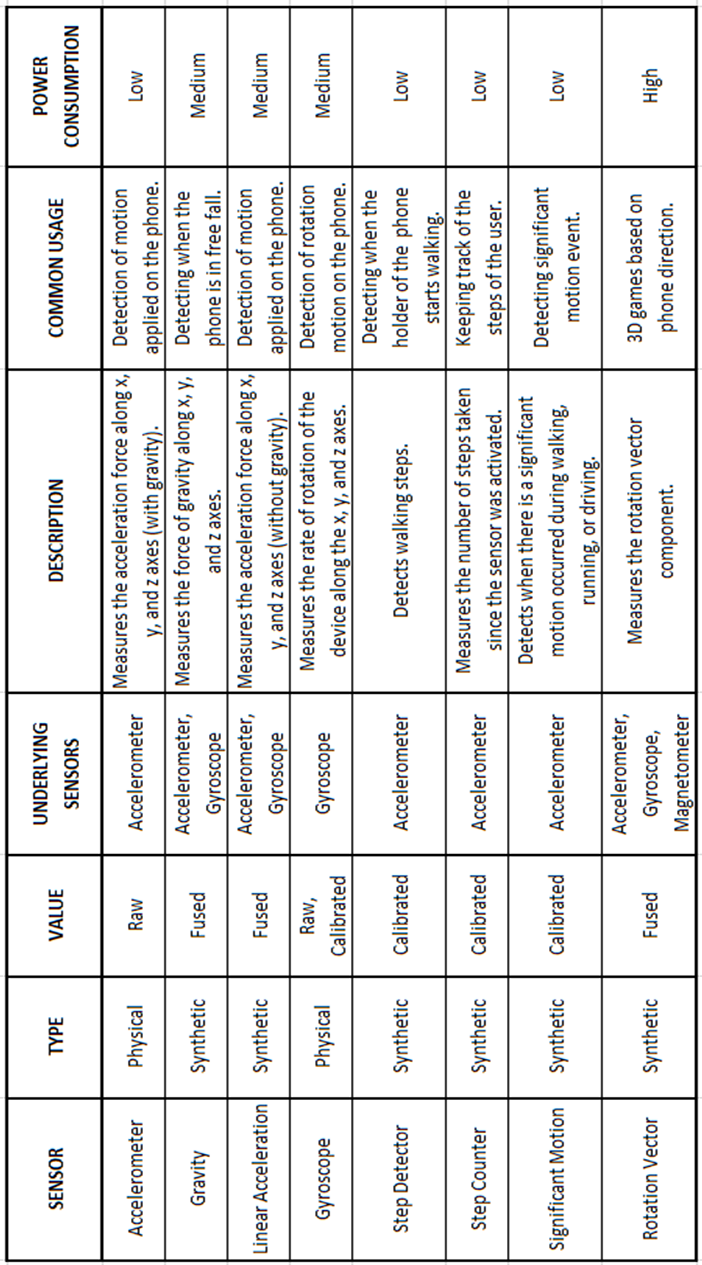 SENSOR
TYPE
VALUE
UNDERLYING
SENSORS
DESCRIPTION
COMMON USAGE
POWER
CONSUMPTION
Accelerometer
Physical
Raw
Accelerometer
Measures the acceleration force along x,
y, and z axes (with gravity).
Detection of motion
applied on the phone.
Low
Gravity
Synthetic
Fused
Accelerometer,
Gyroscope
Measures the force of gravity along x, y,
and z axes.
Detecting when the
phone is in free fall.
Medium
Linear Acceleration
Synthetic
Fused
Accelerometer,
Gyroscope
Measures the acceleration force along x,
y, and z axes (without gravity).
Detection of motion
applied on the phone.
Medium
Gyroscope
Physical
Raw,
Calibrated
Gyroscope
Measures the rate of rotation of the
device along the x, y, and z axes.
Detection of rotation
motion on the phone.
Medium
Step Detector
Synthetic
Calibrated
Accelerometer
Detects walking steps.
Detecting when the
holder of the phone
starts walking.
Low
Step Counter
Synthetic
Calibrated
Accelerometer
Measures the number of steps taken
since the sensor was activated.
Keeping track of the
steps of the user.
Low
Significant Motion
Synthetic
Calibrated
Accelerometer
Detects when there is a significant
motion occurred during walking,
running, or driving.
Detecting significant
motion event.
Low
Rotation Vector
Synthetic
Fused
Accelerometer,
Gyroscope,
Magnetometer
Measures the rotation vector
component.
3D games based on
phone direction.
High